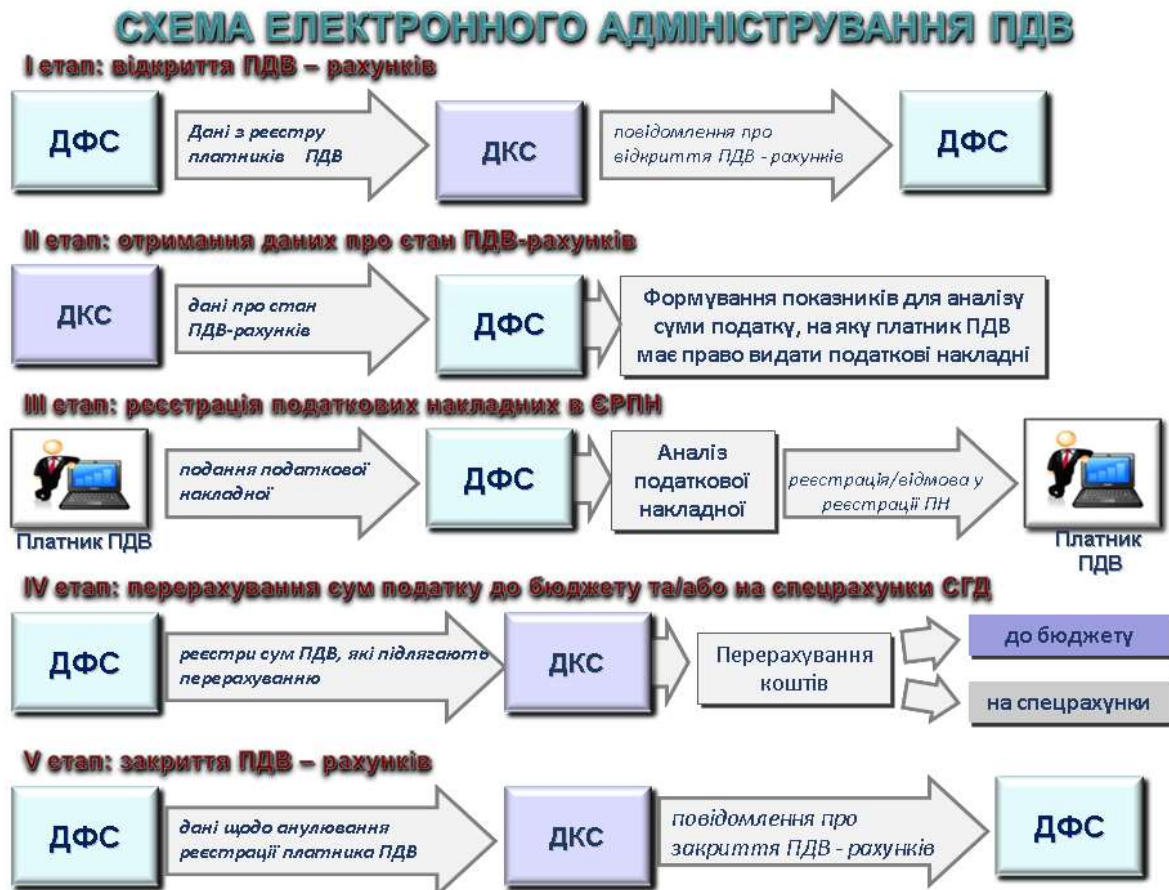 СХЕМА ЕЛЕКТРОННОГО АДМІНІСТРУВАННЯ ПДВ
І етап: відкриття ПДВ – рахунків
ДФС
Дані з реєстру
платників ПДВ
ДКС
повідомлення про
відкриття ПДВ - рахунків
ДФС
ІІ етап: отримання даних про стан ПДВ-рахунків
ДКС
дані про стан
ПДВ-рахунків
ДФС
Формування показників для аналізу
суми податку, на яку платник ПДВ
має право видати податкові накладні
ІІІ етап: реєстрація податкових накладних в ЄРПН
Платник ПДВ
подання податкової
накладної
ДФС
Аналіз
податкової
накладної
реєстрація/відмова у
реєстрації ПН
Платник
ПДВ
IV етап: перерахування сум податку до бюджету та/або на спецрахунки СГД
ДФС
реєстри сум ПДВ, які підлягають
перерахуванню
ДКС
Перерахування
коштів
до бюджету
на спецрахунки
V етап: закриття ПДВ – рахунків
ДФС
дані щодо анулювання
реєстрації платника ПДВ
ДКС
повідомлення про
закриття ПДВ - рахунків
ДФС